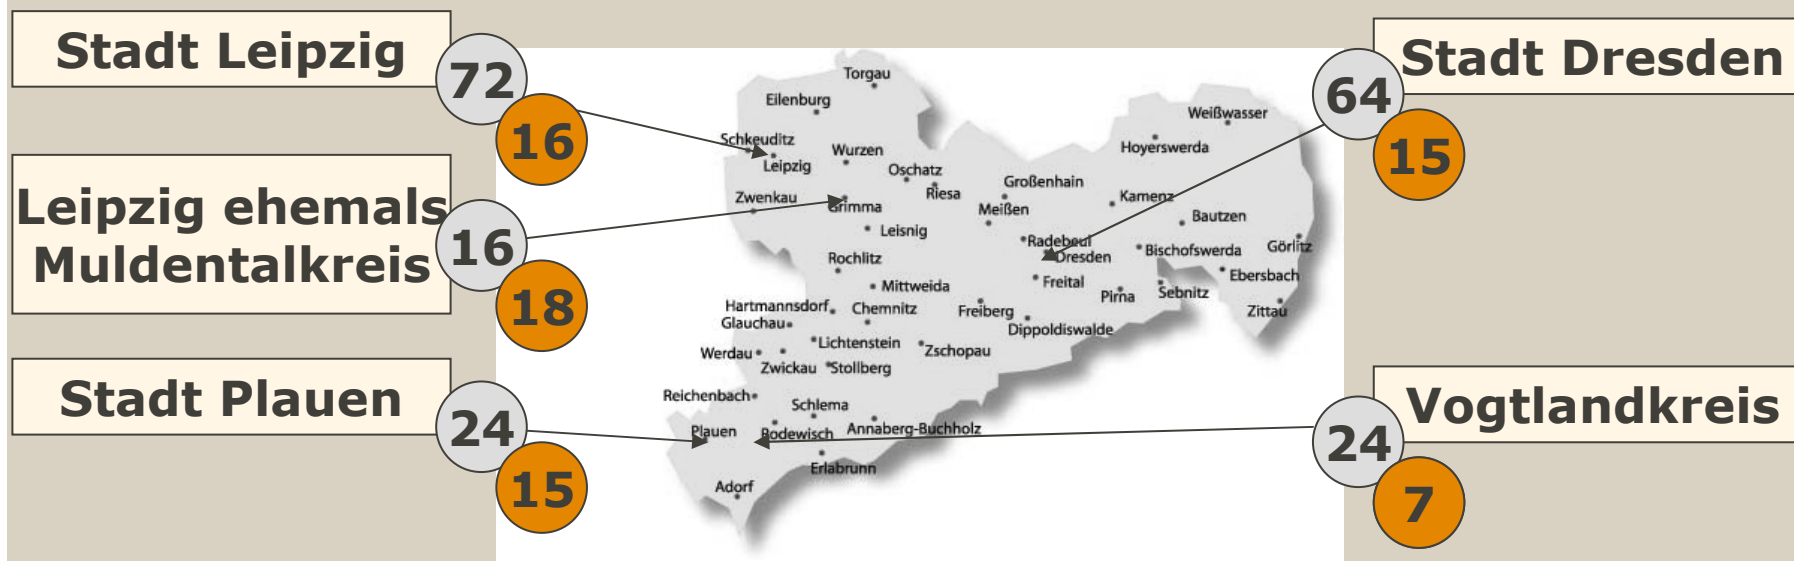 Stadt Leipzig
72
16
Leipzig ehemals
Muldentalkreis
16
18
Stadt Plauen
24
15
Torgau
Eilenburg
Schkeuditz
Leipzig
Wurzen
Oschatz
Riesa
Großenhain
Zwenkau
Grimma
Meißen
Leisnig
Radebeul
Dresden
Rochlitz
Mittweida
Freital
Pirna
Sebnitz
Hartmannsdorf
Chemnitz
Freiberg
Glauchau
Dippoldiswalde
Lichtenstein
Werdau
Zschopau
Zwickau
Stollberg
Reichenbach
Schlema
Plauen
Rodewisch
Annaberg-Buchholz
Erlabrunn
Adorf
Weißwasser
Hoyerswerda
Kamenz
Bautzen
Bischofswerda
Görlitz
Ebersbach
Zittau
Stadt Dresden
64
15
Vogtlandkreis
24
7